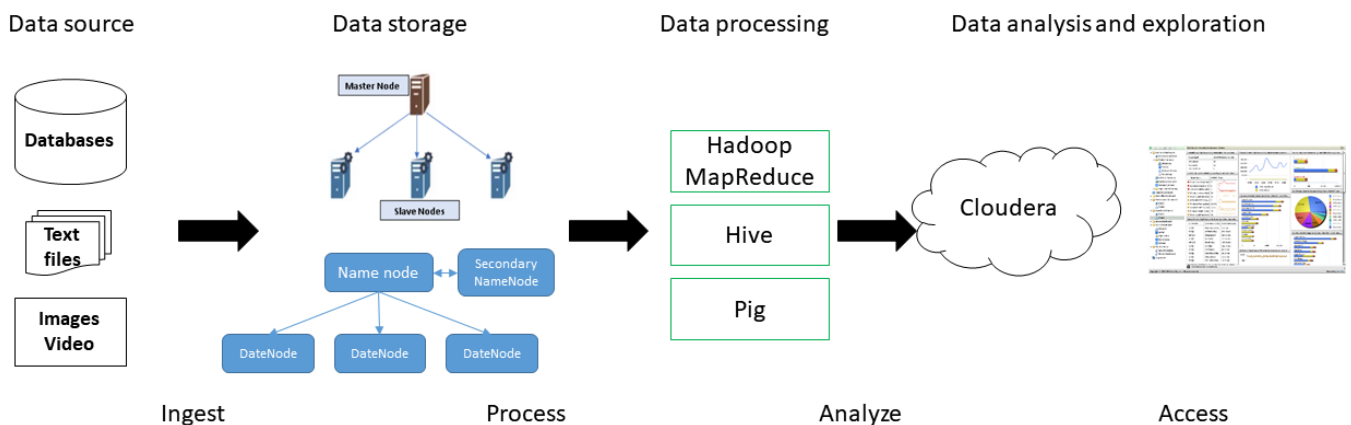 Data source
Data storage
Data processing
Data analysis and exploration
Databases
Text
files
Images
Video
Master Node
Slave Nodes
Name node
Secondary
NameNode
DateNode
DateNode
DateNode
Hadoop
MapReduce
Hive
Pig
Cloudera
Ingest
Process
Analyze
Access